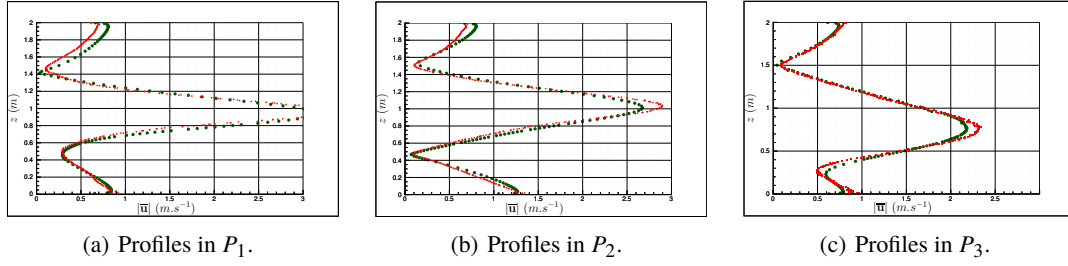 2
1.8
1.6
1.4
1.2
1
0.8
0.6
0.4
0.2
0
z (m)
0 0.5 1 1.5 2 2.5 3
|u̅| (m.s⁻¹)
(a) Profiles in P₁.
2
1.8
1.6
1.4
1.2
1
0.8
0.6
0.4
0.2
0
z (m)
0 0.5 1 1.5 2 2.5 3
|u̅| (m.s⁻¹)
(b) Profiles in P₂.
2
1.5
1
0.5
0
z (m)
0 0.5 1 1.5 2 2.5
|u̅| (m.s⁻¹)
(c) Profiles in P₃.